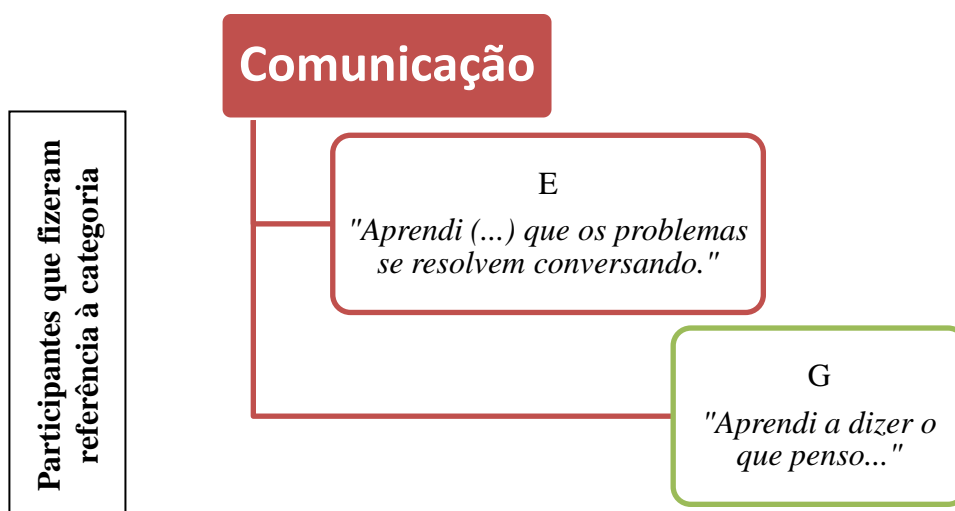 Comunicação
Participantes que fizeram
referência à categoria
E
"Aprendi (...) que os problemas
se resolvem conversando."
G
"Aprendi a dizer o
que penso..."